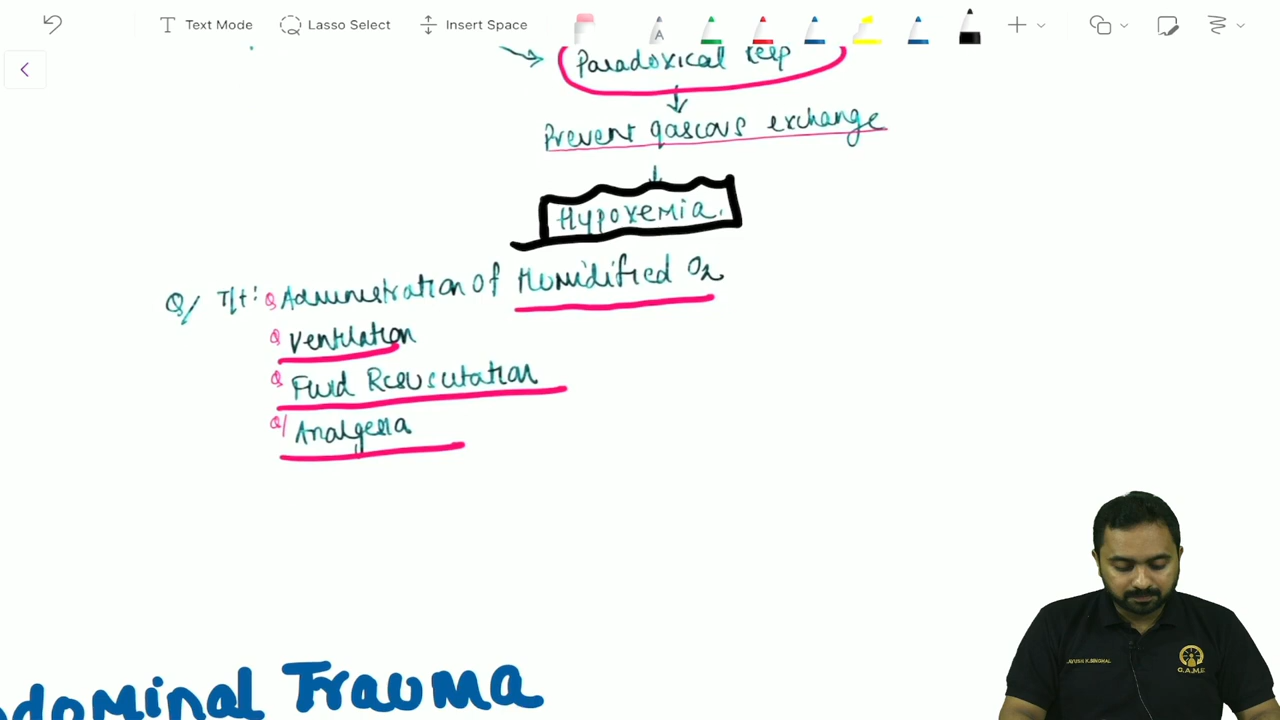 Text Mode
Lasso Select
Insert Space
A
Paradoxical resp
Prevent gaseous exchange
Hypoxemia.
Q/ T/t: Q Administration of Humidified O2
Q Ventilation
Q Fluid Resuscitation
Q/ Analgesia
dominal Trauma
G.A.M.E